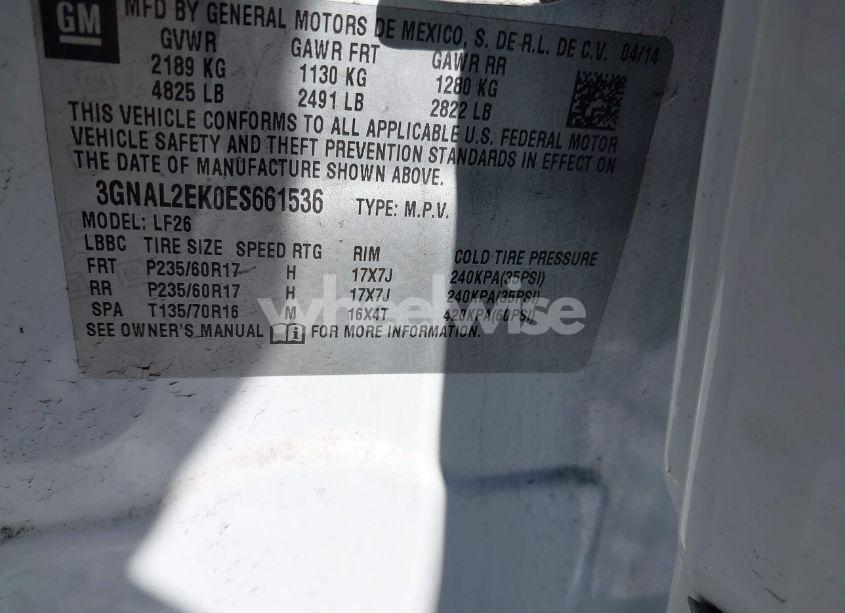 GM
MFD BY GENERAL MOTORS DE MEXICO, S. DE R.L. DE C.V. 04/14
GVWR GAWR FRT GAWR RR
2189 KG 1130 KG 1280 KG
4825 LB 2491 LB 2822 LB
THIS VEHICLE CONFORMS TO ALL APPLICABLE U.S. FEDERAL MOTOR
VEHICLE SAFETY AND THEFT PREVENTION STANDARDS IN EFFECT ON
THE DATE OF MANUFACTURE SHOWN ABOVE.
3GNAL2EK0ES661536 TYPE: M.P.V.
MODEL: LF26
LBBC TIRE SIZE SPEED RTG RIM COLD TIRE PRESSURE
FRT P235/60R17 H 17X7J 240KPA(35PSI)
RR P235/60R17 H 17X7J 240KPA(35PSI)
SPA T135/70R16 M 16X4T 420KPA(60PSI)
SEE OWNER'S MANUAL FOR MORE INFORMATION.
wheelwise